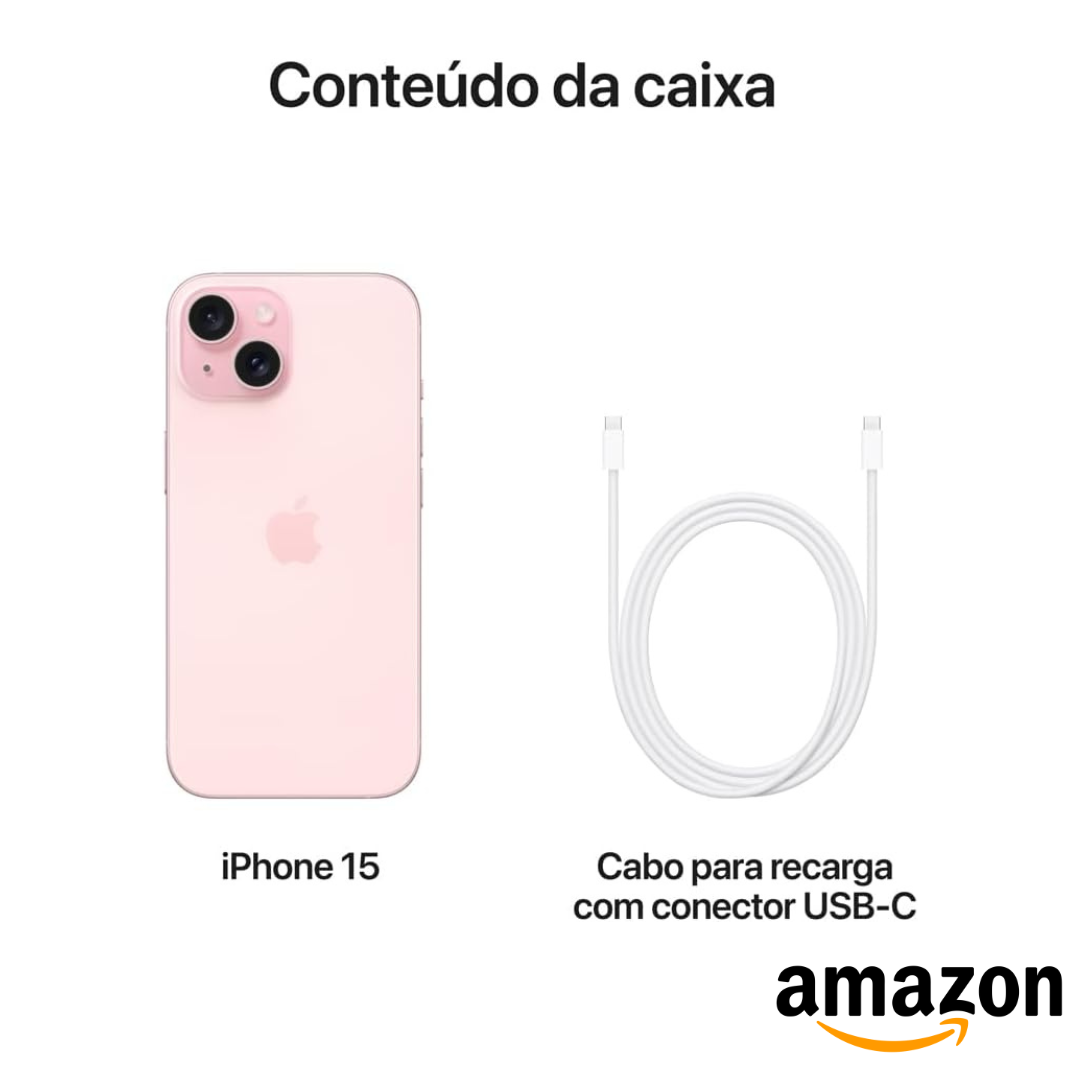 Conteúdo da caixa
iPhone 15
Cabo para recarga
com conector USB-C
amazon